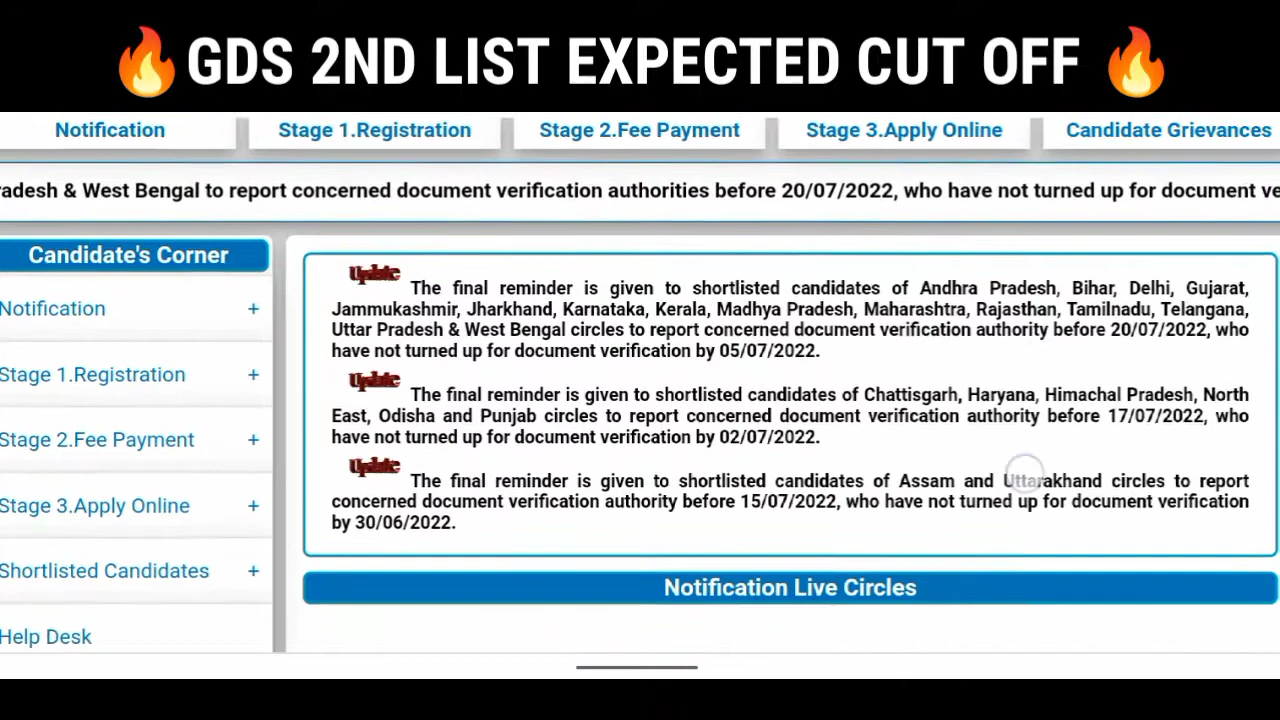 🔥GDS 2ND LIST EXPECTED CUT OFF 🔥
Notification Stage 1.Registration Stage 2.Fee Payment Stage 3.Apply Online Candidate Grievances
radesh & West Bengal to report concerned document verification authorities before 20/07/2022, who have not turned up for document ve
Candidate's Corner
Notification +
Stage 1.Registration +
Stage 2.Fee Payment +
Stage 3.Apply Online +
Shortlisted Candidates +
Help Desk
Update The final reminder is given to shortlisted candidates of Andhra Pradesh, Bihar, Delhi, Gujarat,
Jammukashmir, Jharkhand, Karnataka, Kerala, Madhya Pradesh, Maharashtra, Rajasthan, Tamilnadu, Telangana,
Uttar Pradesh & West Bengal circles to report concerned document verification authority before 20/07/2022, who
have not turned up for document verification by 05/07/2022.
Update The final reminder is given to shortlisted candidates of Chattisgarh, Haryana, Himachal Pradesh, North
East, Odisha and Punjab circles to report concerned document verification authority before 17/07/2022, who
have not turned up for document verification by 02/07/2022.
Update The final reminder is given to shortlisted candidates of Assam and Uttarakhand circles to report
concerned document verification authority before 15/07/2022, who have not turned up for document verification
by 30/06/2022.
Notification Live Circles